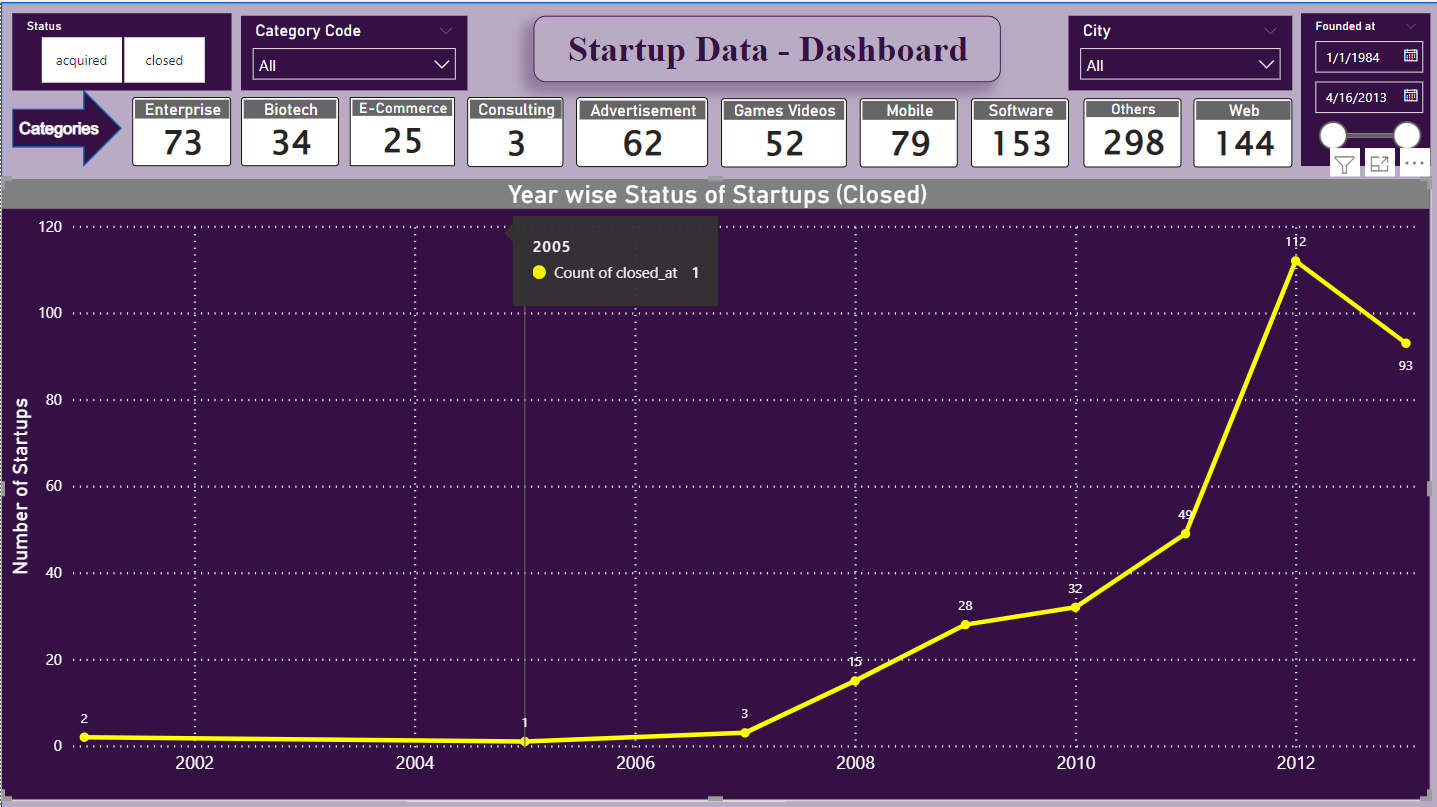 Status
acquired closed
Category Code
All
Startup Data - Dashboard
City
All
Founded at
1/1/1984
4/16/2013
Categories
Enterprise
73
Biotech
34
E-Commerce
25
Consulting
3
Advertisement
62
Games Videos
52
Mobile
79
Software
153
Others
298
Web
144
Year wise Status of Startups (Closed)
2005
Count of closed_at 1
Number of Startups
120
100
80
60
40
20
0
2
1
3
15
28
32
49
112
93
2002 2004 2006 2008 2010 2012